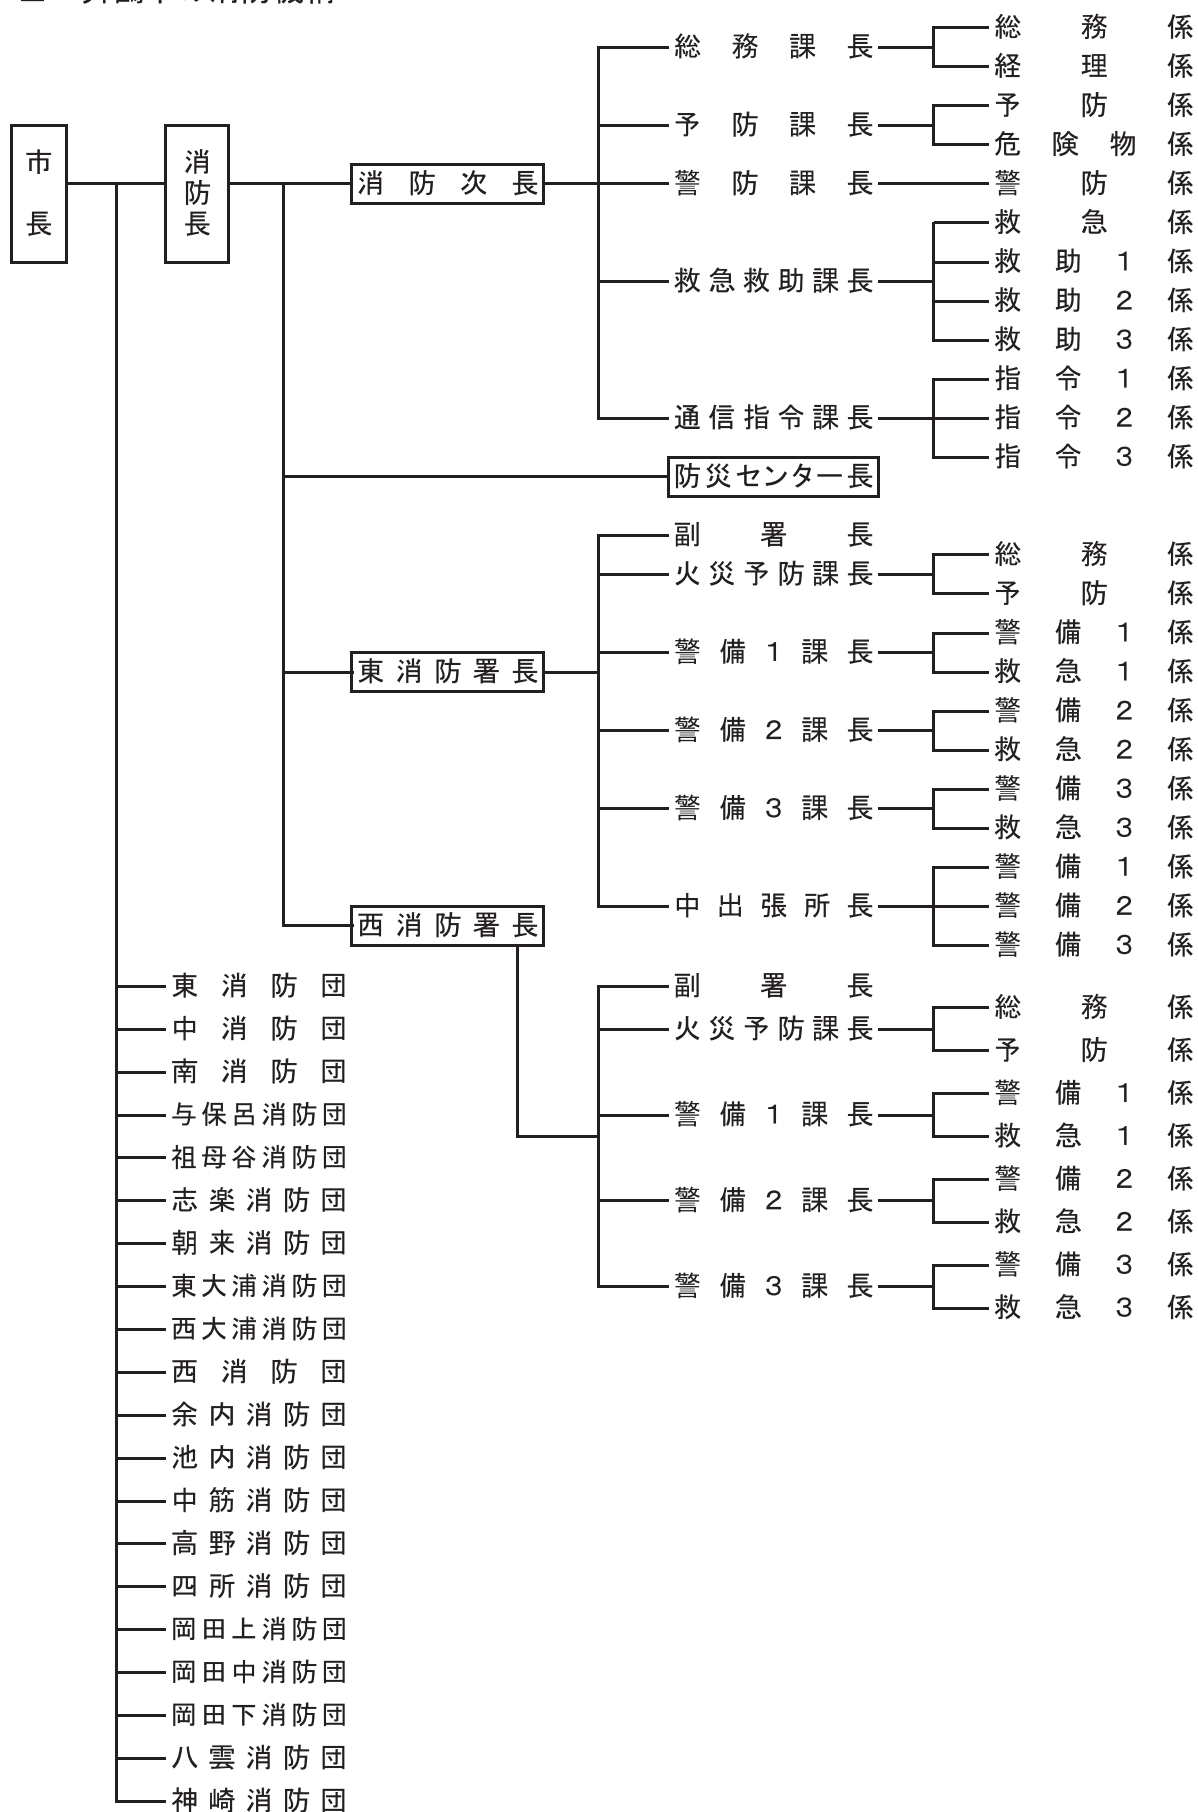 市長
消防長
消防次長
総務課長
総務係
経理係
予防課長
予防係
危険物係
警防課長
警防係
救急救助課長
救急係
救助1係
救助2係
救助3係
通信指令課長
指令1係
指令2係
指令3係
防災センター長
東消防署長
副署長
火災予防課長
総務係
予防係
警備1課長
警備1係
救急1係
警備2課長
警備2係
救急2係
警備3課長
警備3係
救急3係
中出張所長
警備1係
警備2係
警備3係
西消防署長
副署長
火災予防課長
総務係
予防係
警備1課長
警備1係
救急1係
警備2課長
警備2係
救急2係
警備3課長
警備3係
救急3係
東消防団
中消防団
南消防団
与保呂消防団
祖母谷消防団
志楽消防団
朝来消防団
東大浦消防団
西大浦消防団
西消防団
余内消防団
池内消防団
中筋消防団
高野消防団
四所消防団
岡田上消防団
岡田中消防団
岡田下消防団
八雲消防団
神崎消防団